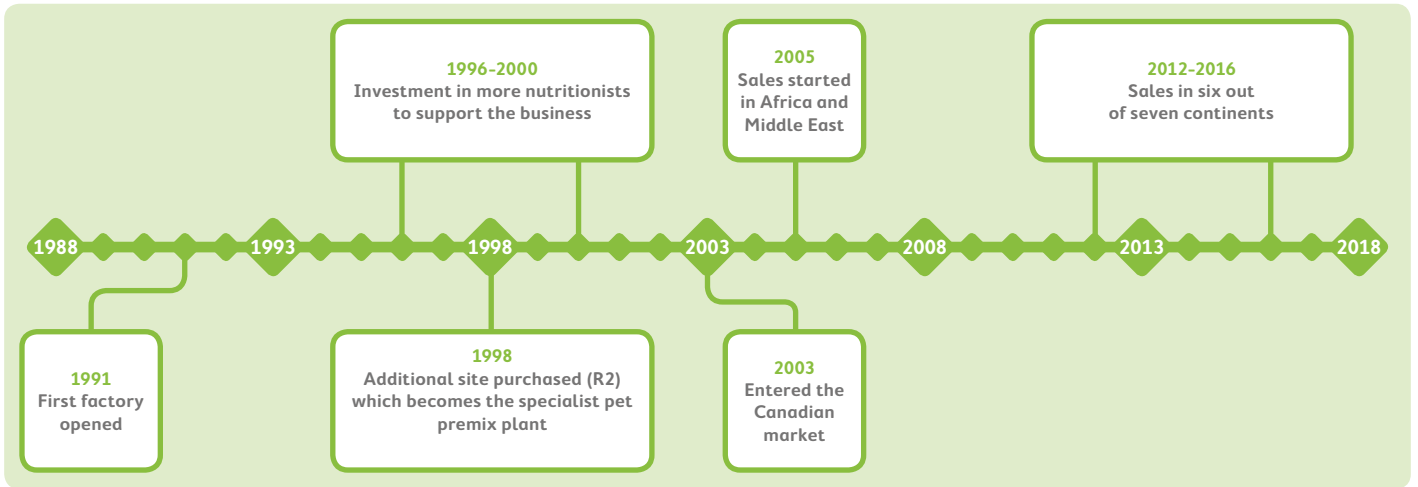 1996-2000
Investment in more nutritionists
to support the business
2005
Sales started
in Africa and
Middle East
2012-2016
Sales in six out
of seven continents
1988
1993
1998
2003
2008
2013
2018
1991
First factory
opened
1998
Additional site purchased (R2)
which becomes the specialist pet
premix plant
2003
Entered the
Canadian
market